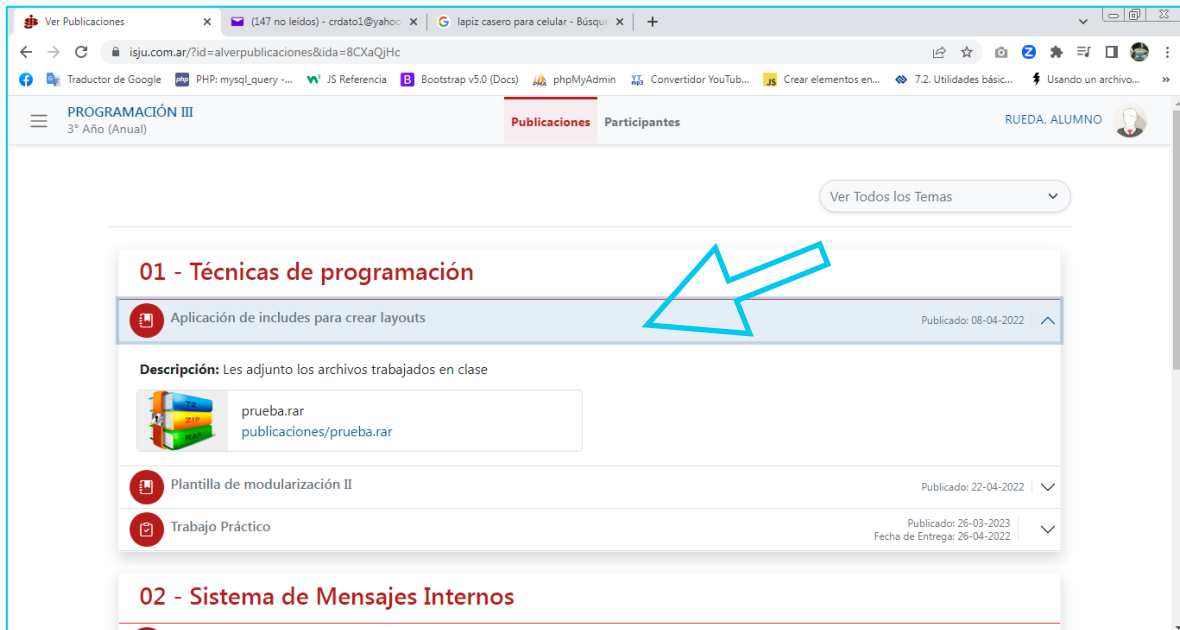 Ver Publicaciones
(147 no leídos) - crdato1@yahoo
lapiz casero para celular - Búsque
isju.com.ar/?id=alverpublicaciones&ida=8CXaQjHc
Traductor de Google
PHP: mysql_query -...
JS Referencia
Bootstrap v5.0 (Docs)
phpMyAdmin
Convertidor YouTub...
Crear elementos en...
7.2. Utilidades básic...
Usando un archivo...
»
PROGRAMACIÓN III
3° Año (Anual)
Publicaciones
Participantes
RUEDA, ALUMNO
Ver Todos los Temas
01 - Técnicas de programación
Aplicación de includes para crear layouts
Publicado: 08-04-2022
Descripción: Les adjunto los archivos trabajados en clase
7Z
ZIP
RAR
prueba.rar
publicaciones/prueba.rar
Plantilla de modularización II
Publicado: 22-04-2022
Trabajo Práctico
Publicado: 26-03-2023
Fecha de Entrega: 26-04-2022
02 - Sistema de Mensajes Internos